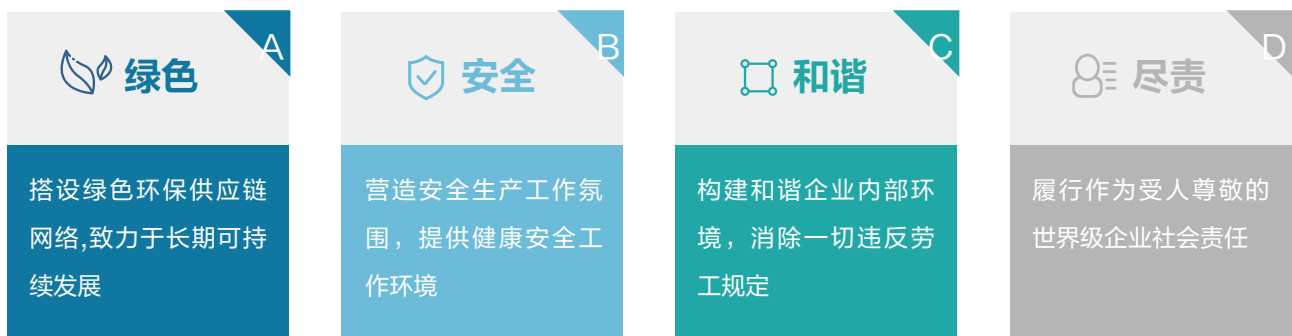 A
绿色
搭设绿色环保供应链
网络,致力于长期可持
续发展
B
安全
营造安全生产工作氛
围，提供健康安全工
作环境
C
和谐
构建和谐企业内部环
境，消除一切违反劳
工规定
D
尽责
履行作为受人尊敬的
世界级企业社会责任